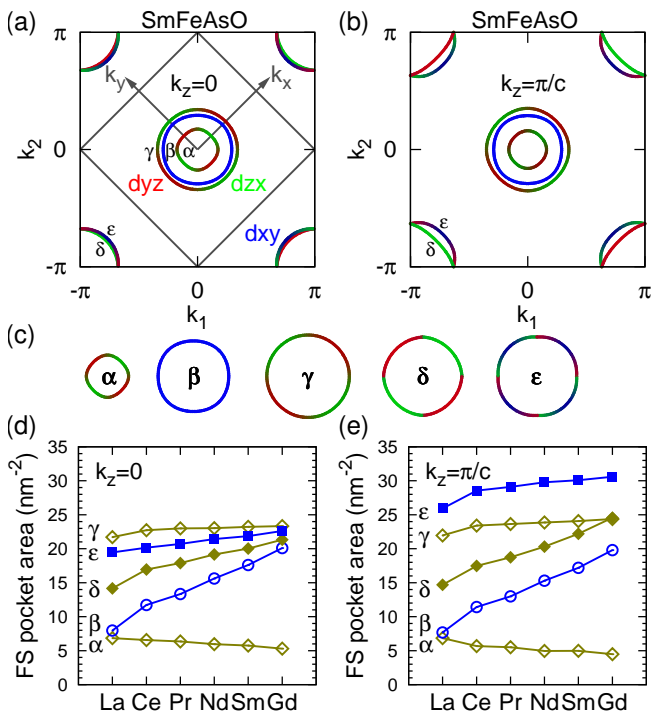 (a) SmFeAsO
π
k_y k_z=0 k_x
k_2
0
γ β α
dyz dzx
ε
δ dxy
-π
-π 0 π
k_1
(b) SmFeAsO
π
k_z=π/c
k_2
0
ε
δ
-π
-π 0 π
k_1
(c)
α β γ δ ε
(d)
FS pocket area (nm^-2)
35
30
25
20
15
10
5
0
k_z=0
γ
ε
δ
β
α
La Ce Pr Nd Sm Gd
(e)
FS pocket area (nm^-2)
35
30
25
20
15
10
5
0
k_z=π/c
ε
γ
δ
β
α
La Ce Pr Nd Sm Gd